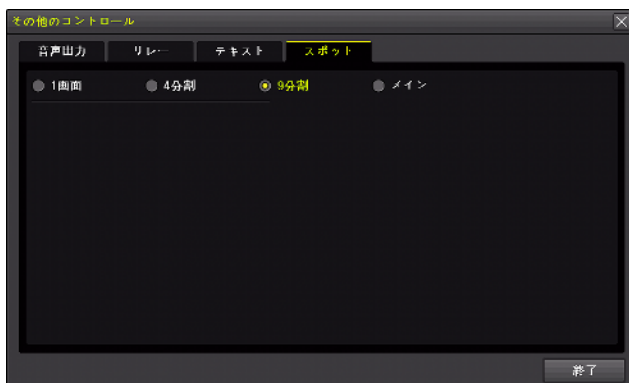 その他のコントロール
音声出力 リレー テキスト スポット
1画面 4分割 9分割 メイン
終了